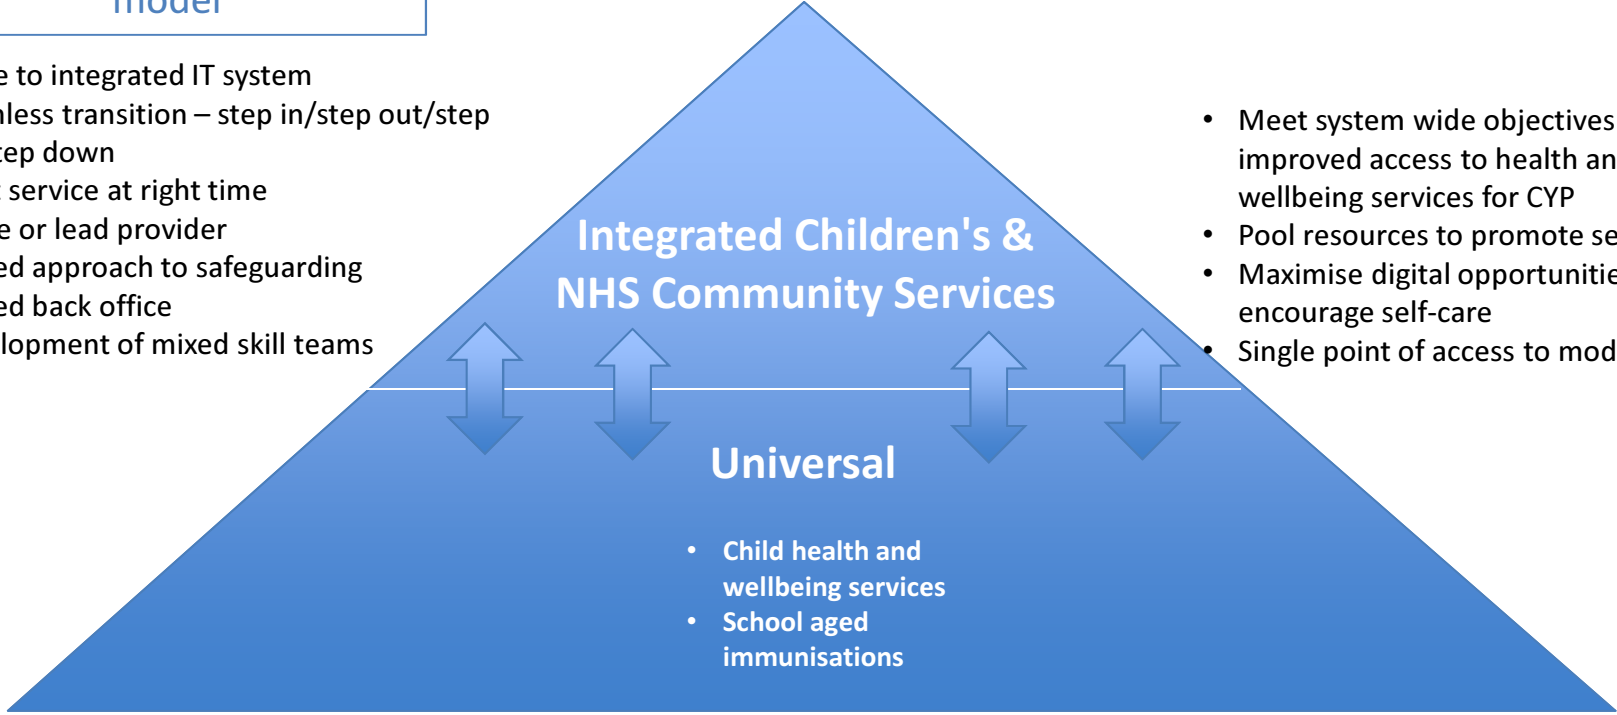 model
e to integrated IT system
less transition – step in/step out/step
tep down
service at right time
e or lead provider
ed approach to safeguarding
ed back office
lopment of mixed skill teams
Integrated Children's &
NHS Community Services
Universal
• Child health and
wellbeing services
• School aged
immunisations
• Meet system wide objectives
improved access to health an
wellbeing services for CYP
• Pool resources to promote se
• Maximise digital opportunitie
encourage self-care
• Single point of access to mod